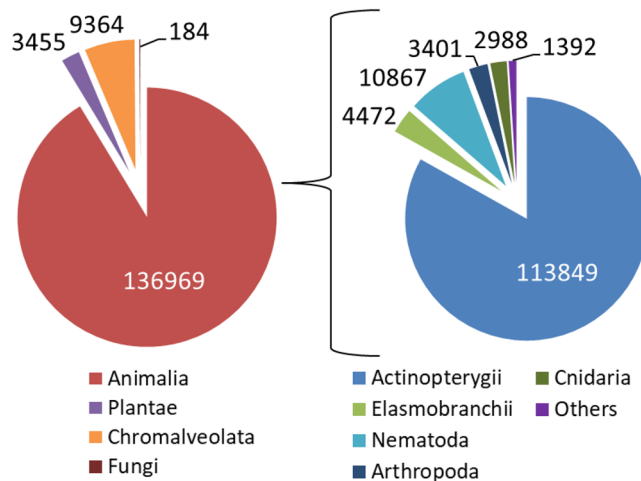 3455
9364
184
136969
4472
10867
3401
2988
1392
113849
Animalia
Plantae
Chromalveolata
Fungi
Actinopterygii
Elasmobranchii
Nematoda
Arthropoda
Cnidaria
Others